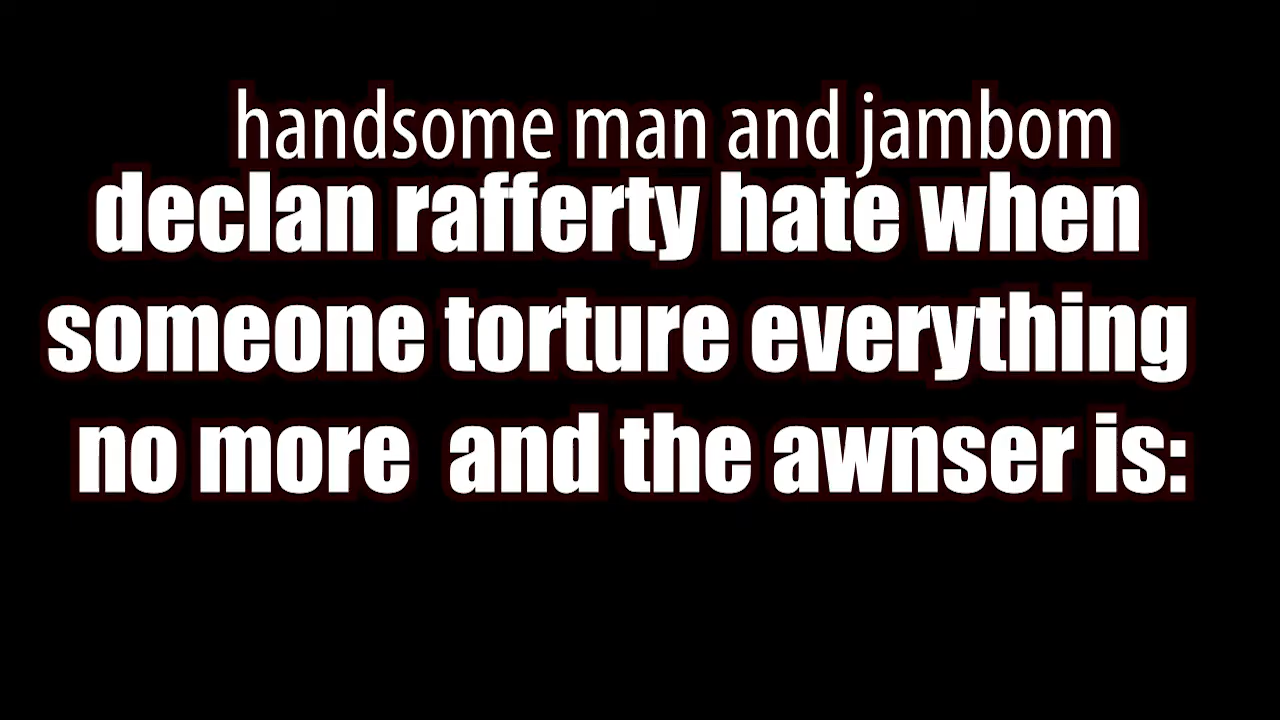 handsome man and jambom
declan rafferty hate when
someone torture everything
no more  and the awnser is: